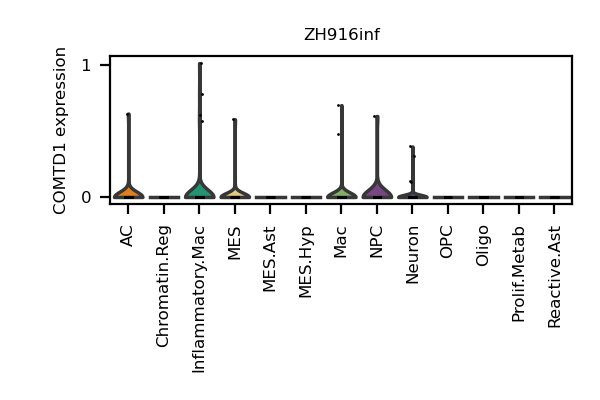 ZH916inf
COMTD1 expression
1
0
AC
Chromatin.Reg
Inflammatory.Mac
MES
MES.Ast
MES.Hyp
Mac
NPC
Neuron
OPC
Oligo
Prolif.Metab
Reactive.Ast